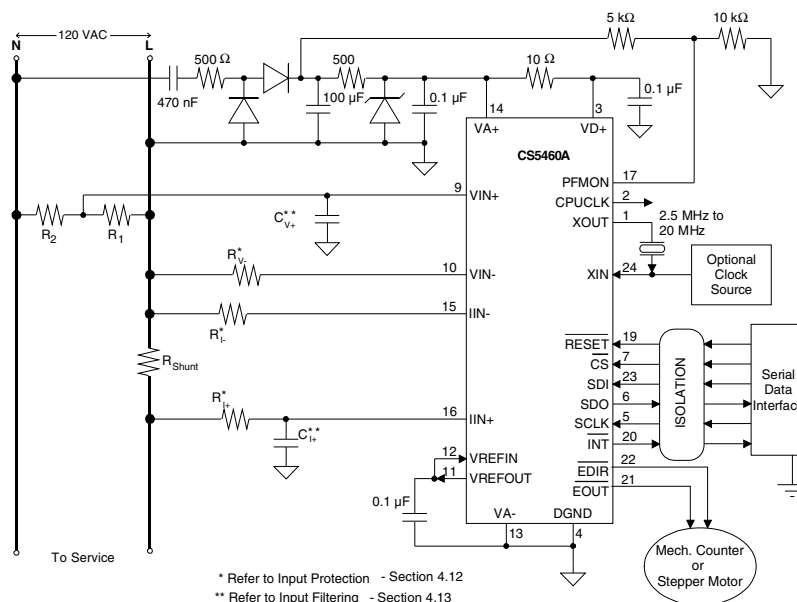 5 kΩ
10 kΩ
N
120 VAC
L
500 Ω
500
10 Ω
470 nF
100 µF
0.1 µF
0.1 µF
14
3
VA+
VD+
CS5460A
9
VIN+
PFMON
17
CPUCLK
2
XOUT
1
2.5 MHz to
20 MHz
R2
R1
CV+**
RV-*
10
VIN-
XIN
24
Optional
Clock
Source
15
IIN-
RI-*
RShunt
RESET
19
CS
7
SDI
23
SDO
6
SCLK
5
INT
20
ISOLATION
Serial
Data
Interface
RI+*
16
IIN+
CI+**
12
VREFIN
11
VREFOUT
EDIR
22
EOUT
21
0.1 µF
VA-
DGND
13
4
Mech. Counter
or
Stepper Motor
To Service
* Refer to Input Protection - Section 4.12
** Refer to Input Filtering - Section 4.13